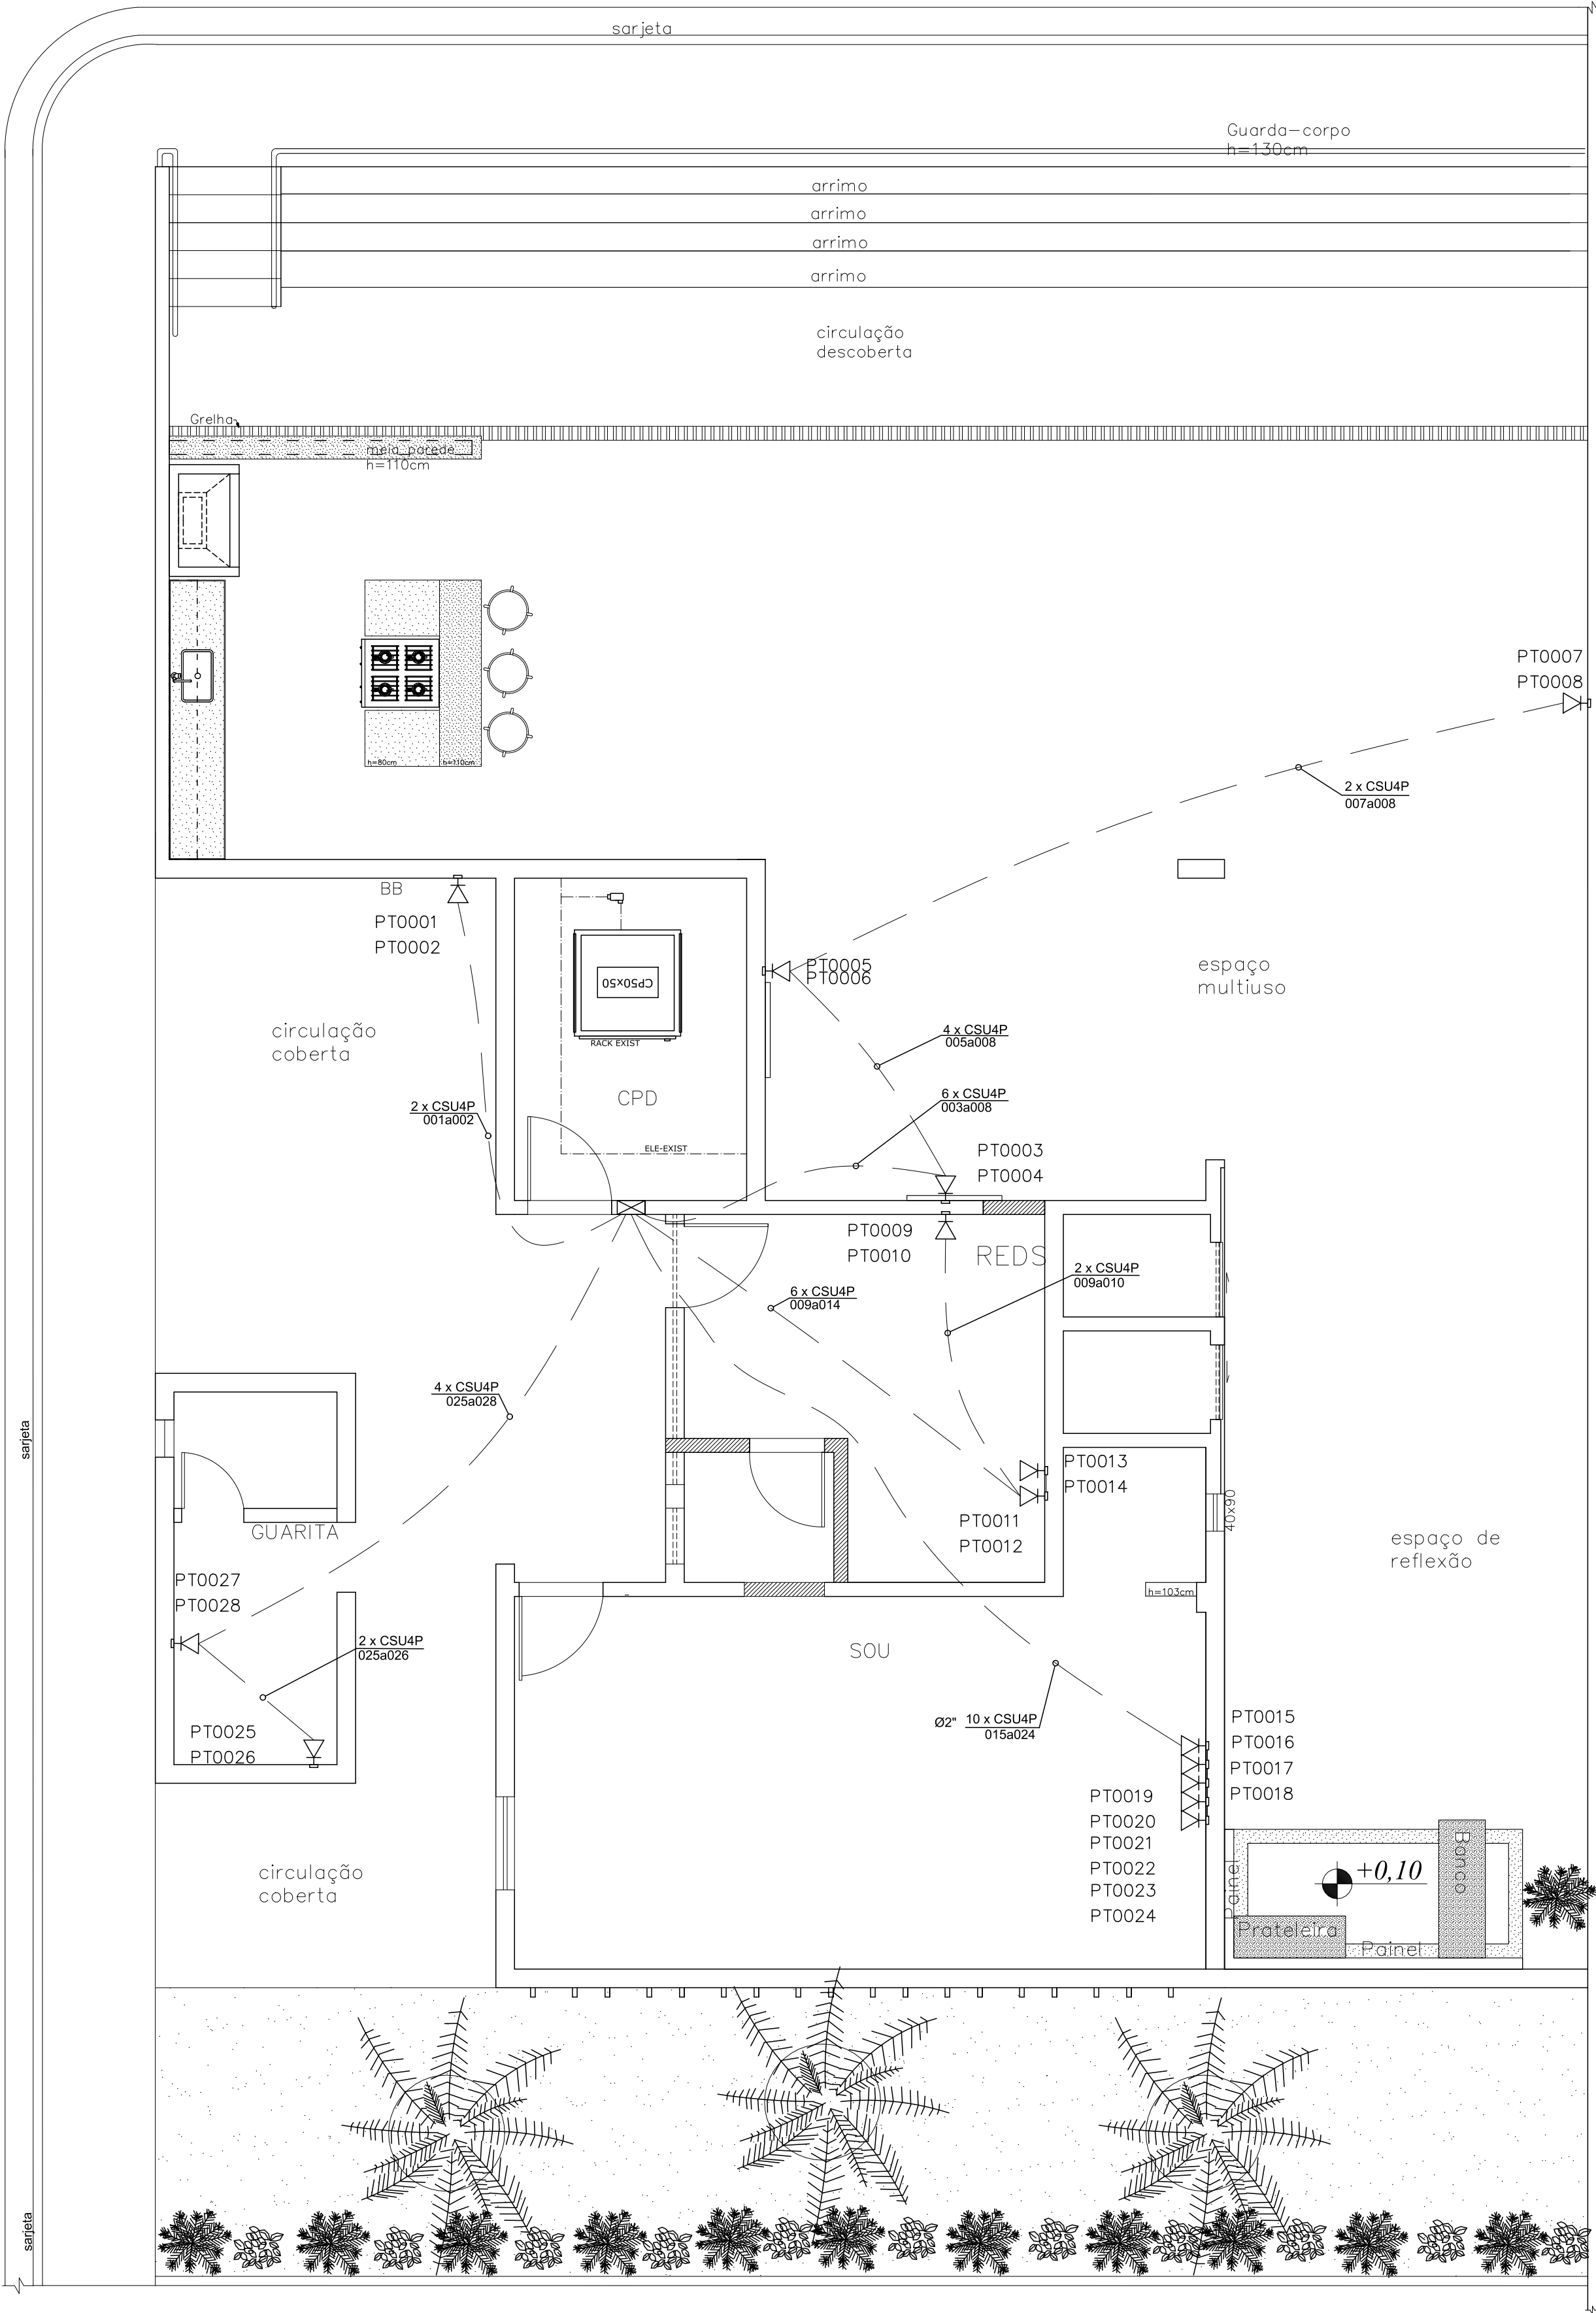 sarjeta
Guarda-corpo
h=130cm
arrimo
arrimo
arrimo
arrimo
circulação
descoberta
Grelha
meia parede
h=110cm
h=80cm
h=110cm
PT0007
PT0008
2 x CSU4P
007a008
BB
PT0001
PT0002
CP50x50
RACK EXIST
CPD
ELE-EXIST
PT0005
PT0006
espaço
multiuso
circulação
coberta
4 x CSU4P
005a008
6 x CSU4P
003a008
2 x CSU4P
001a002
PT0003
PT0004
PT0009
PT0010
REDS
2 x CSU4P
009a010
6 x CSU4P
009a014
4 x CSU4P
025a028
sarjeta
PT0013
PT0014
40x90
PT0011
PT0012
GUARITA
espaço de
reflexão
PT0027
PT0028
h=103cm
2 x CSU4P
025a026
SOU
Ø2" 10 x CSU4P
015a024
PT0025
PT0026
PT0015
PT0016
PT0017
PT0018
PT0019
PT0020
PT0021
PT0022
PT0023
PT0024
circulação
coberta
Painel
+0,10
Banco
Prateleira
Painel
sarjeta